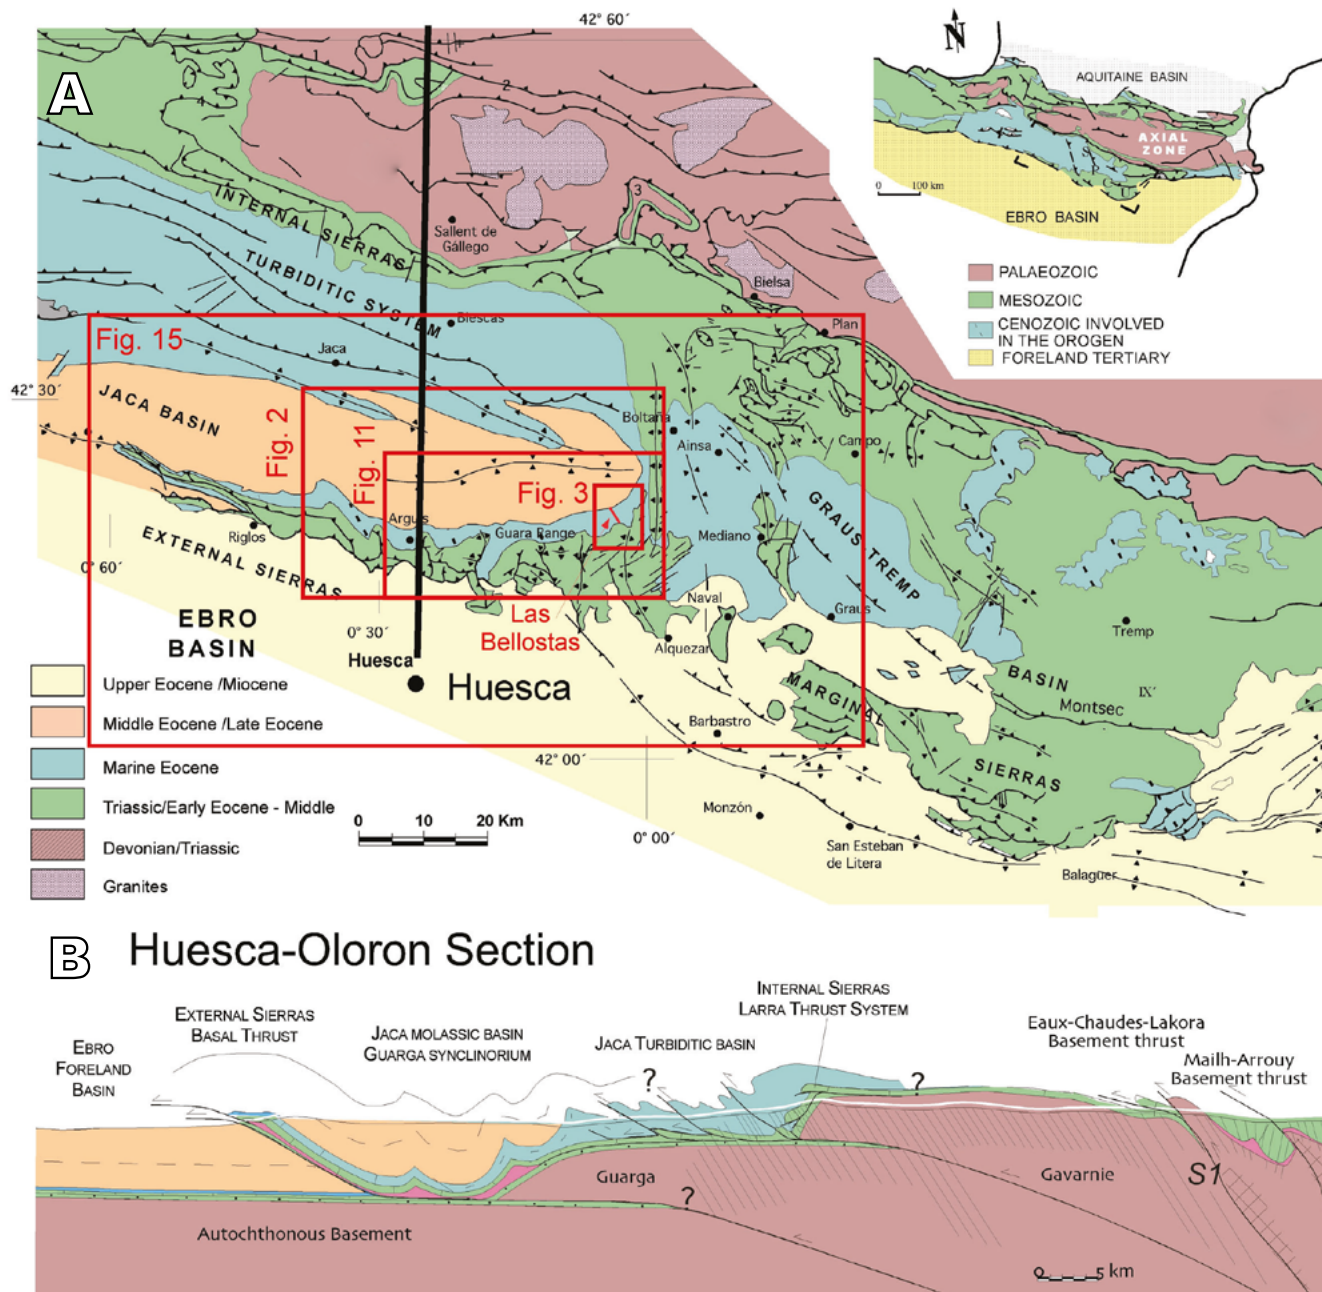 42° 60´
A
1
2
3
4
INTERNAL SIERRAS
TURBIDITIC SYSTEM
Sallent de
Gállego
Bielsa
Biescas
Plan
Fig. 15
Jaca
42° 30´
JACA BASIN
Fig. 2
Fig. 11
Boltaña
Ainsa
Campo
Fig. 3
GRAUS TREMP
Arguis
Guara Range
Mediano
Riglos
EXTERNAL SIERRAS
0° 60´
EBRO
BASIN
0° 30´
Las
Bellostas
Naval
Graus
Tremp
Alquezar
Huesca
Huesca
BASIN
IX´
Montsec
MARGINAL
SIERRAS
Barbastro
42° 00´
Monzón
0° 00´
San Esteban
de Litera
Balaguer
N
AQUITAINE BASIN
AXIAL
ZONE
0 100 km
EBRO BASIN
PALAEOZOIC
MESOZOIC
CENOZOIC INVOLVED
IN THE OROGEN
FORELAND TERTIARY
Upper Eocene /Miocene
Middle Eocene /Late Eocene
Marine Eocene
Triassic/Early Eocene - Middle
Devonian/Triassic
Granites
0 10 20 Km
B
Huesca-Oloron Section
EBRO
FORELAND
BASIN
EXTERNAL SIERRAS
BASAL THRUST
JACA MOLASSIC BASIN
GUARGA SYNCLINORIUM
JACA TURBIDITIC BASIN
INTERNAL SIERRAS
LARRA THRUST SYSTEM
Eaux-Chaudes-Lakora
Basement thrust
Mailh-Arrouy
Basement thrust
?
?
?
Guarga
Gavarnie
S1
Autochthonous Basement
0 5 km